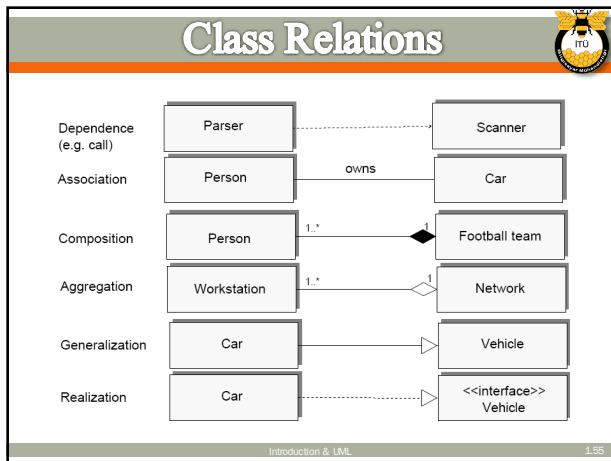 Class Relations
İTÜ
Dependence
(e.g. call)
Parser
Scanner
Association
Person
owns
Car
Composition
Person
1..*
1
Football team
Aggregation
Workstation
1..*
1
Network
Generalization
Car
Vehicle
Realization
Car
<<interface>>
Vehicle
Introduction & UML
1.55